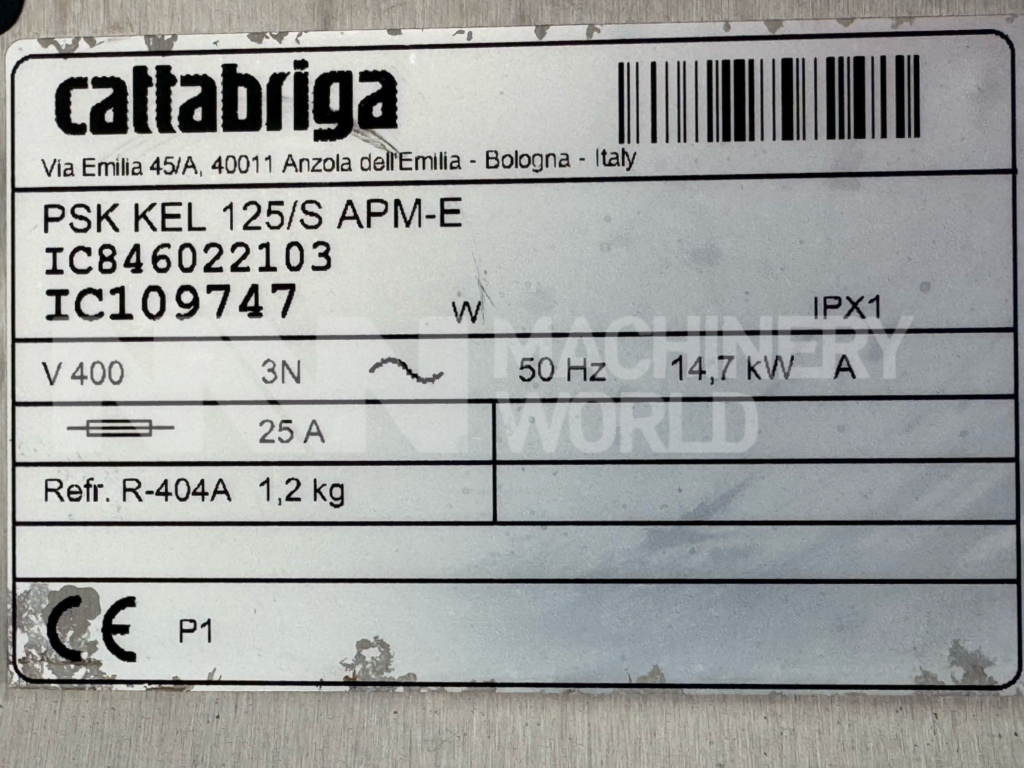 cattabriga
Via Emilia 45/A, 40011 Anzola dell'Emilia - Bologna - Italy
PSK KEL 125/S APM-E
IC846022103
IC109747 W IPX1
V 400 3N 50 Hz 14,7 kW A
25 A
Refr. R-404A 1,2 kg
CE P1
MACHINERY
WORLD